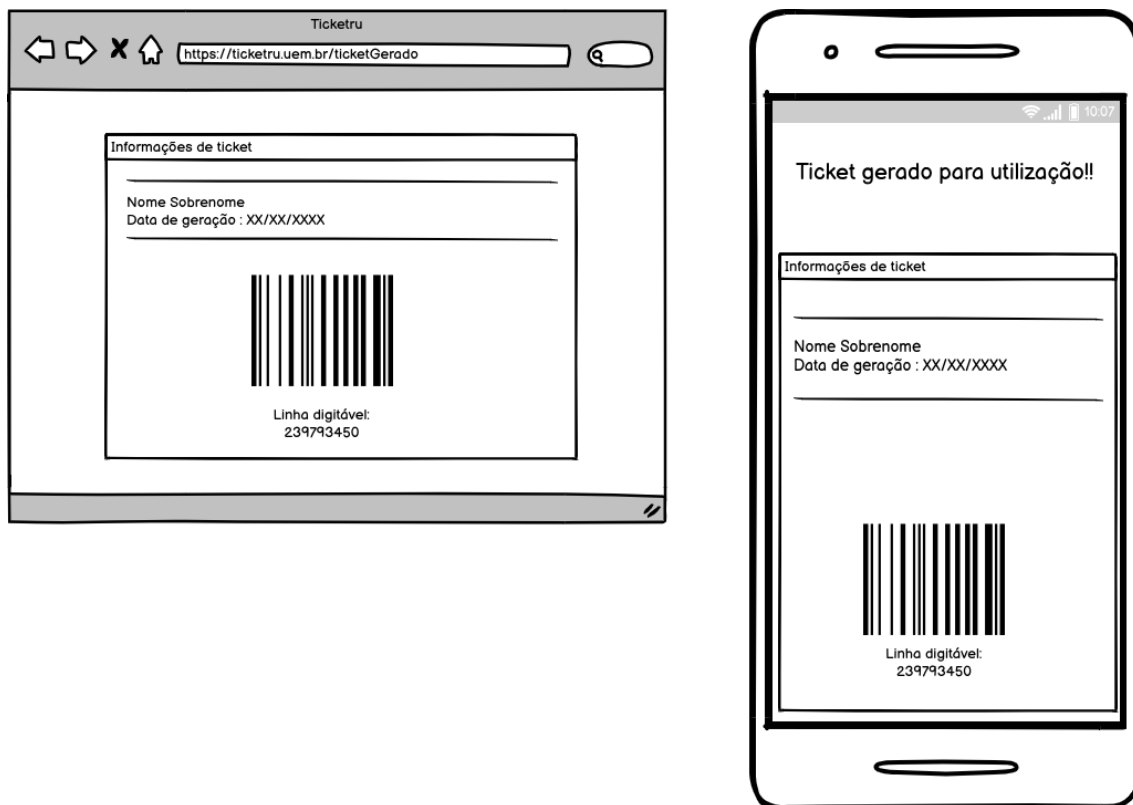 Ticketru
https://ticketru.uem.br/ticketGerado
Informações de ticket
Nome Sobrenome
Data de geração : XX/XX/XXXX
Linha digitável:
239793450
10:07
Ticket gerado para utilização!!
Informações de ticket
Nome Sobrenome
Data de geração : XX/XX/XXXX
Linha digitável:
239793450